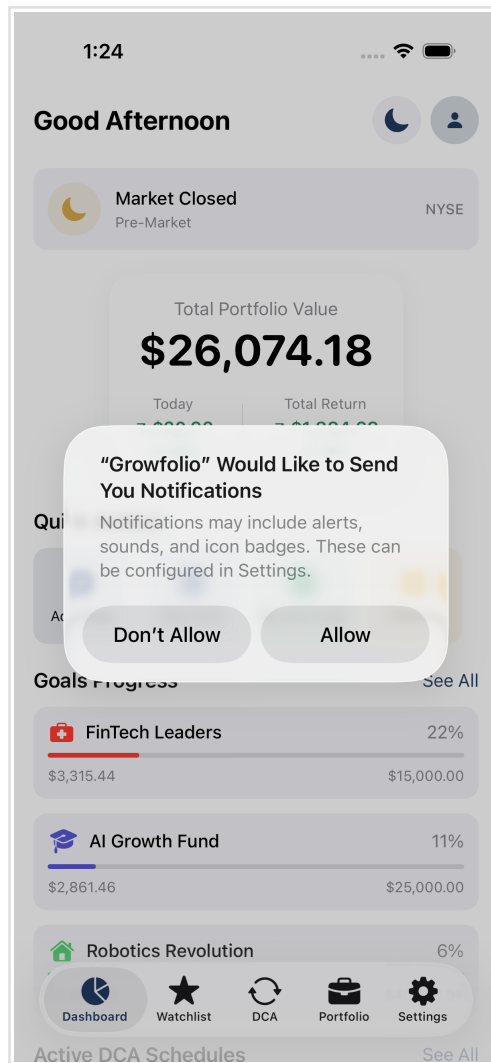 1:24
Good Afternoon
Market Closed
Pre-Market
NYSE
Total Portfolio Value
$26,074.18
Today
Total Return
“Growfolio” Would Like to Send
You Notifications
Notifications may include alerts,
sounds, and icon badges. These can
be configured in Settings.
Don’t Allow
Allow
Goals Progress
See All
FinTech Leaders
22%
$3,315.44
$15,000.00
AI Growth Fund
11%
$2,861.46
$25,000.00
Robotics Revolution
6%
Dashboard
Watchlist
DCA
Portfolio
Settings
Active DCA Schedules
See All